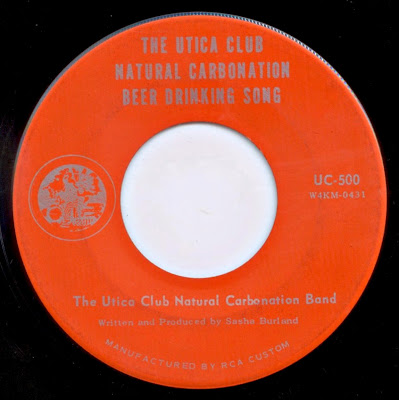 THE UTICA CLUB
NATURAL CARBONATION
BEER DRINKING SONG
UC-500
W4KM-0431
The Utica Club Natural Carbonation Band
Written and Produced by Sasha Burland
MANUFACTURED BY RCA CUSTOM